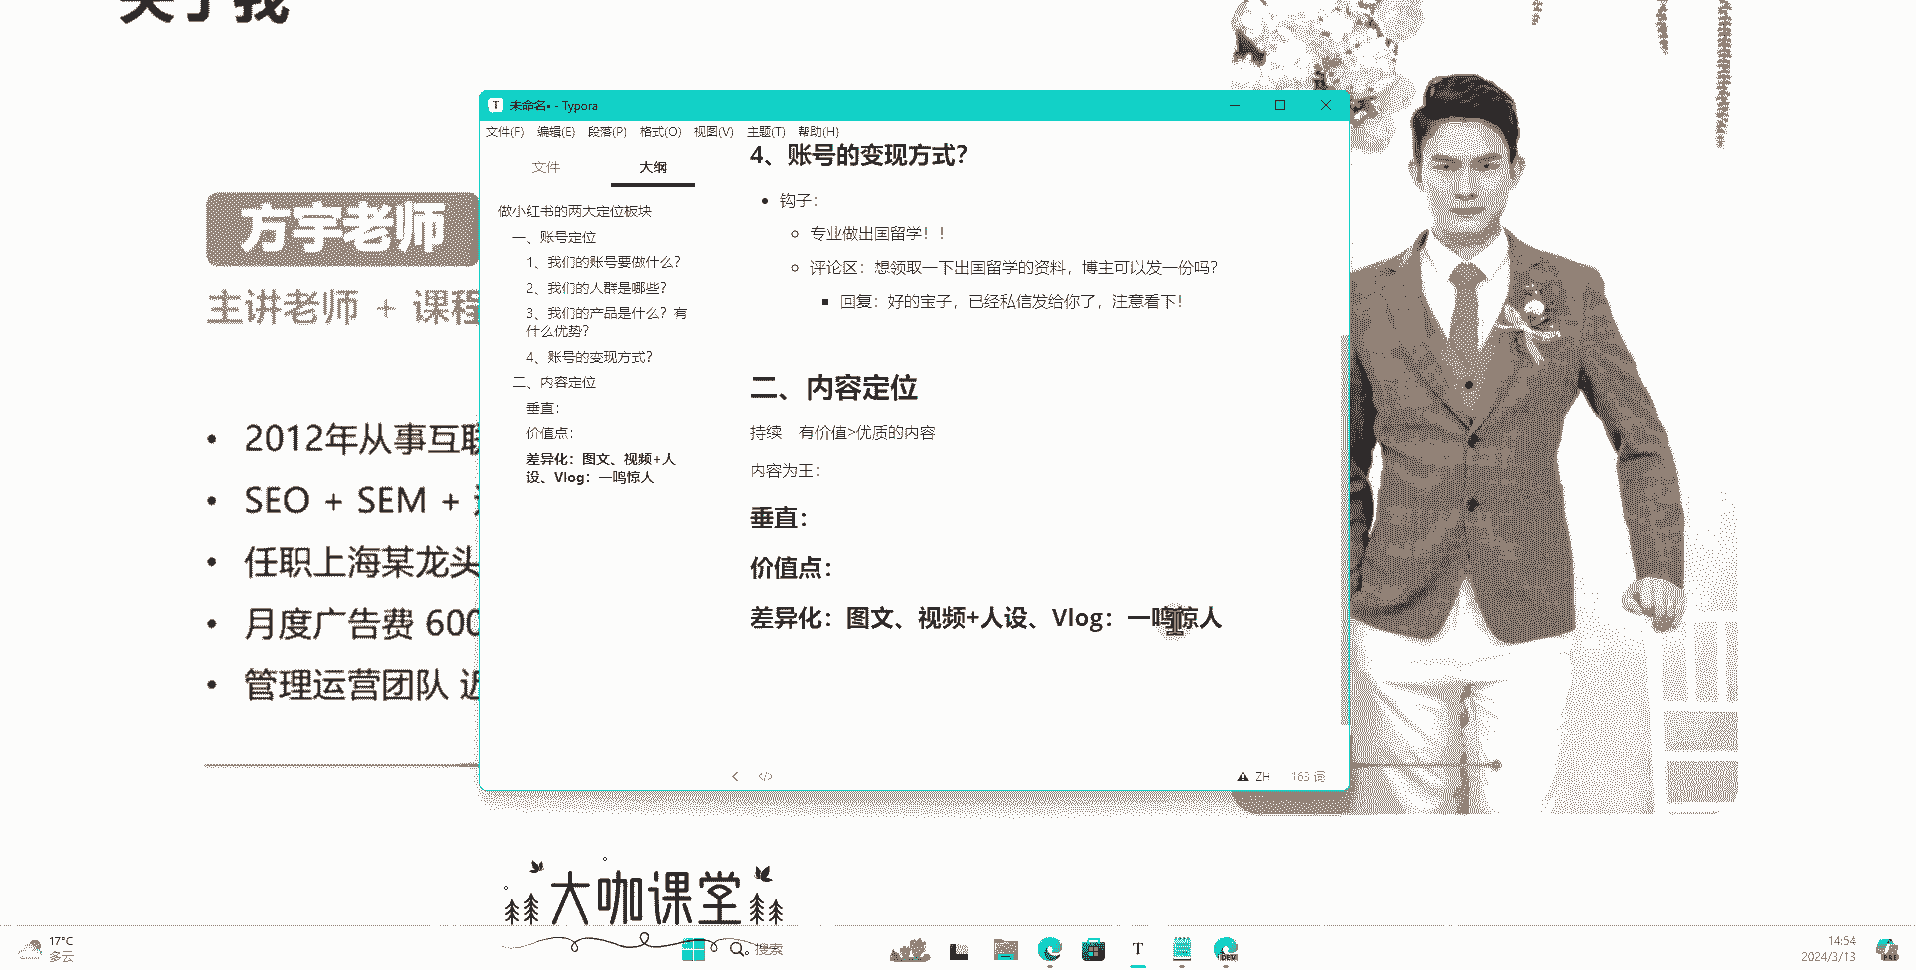 关于我
方宇老师
主讲老师 + 课程
• 2012年从事互联
• SEO + SEM +
• 任职上海某龙头
• 月度广告费 600
• 管理运营团队 近
未命名• - Typora
文件(F) 编辑(E) 段落(P) 格式(O) 视图(V) 主题(T) 帮助(H)
文件 大纲
做小红书的两大定位板块
一、账号定位
1、我们的账号要做什么？
2、我们的人群是哪些？
3、我们的产品是什么？有
什么优势？
4、账号的变现方式？
二、内容定位
垂直：
价值点：
差异化：图文、视频+人
设、Vlog：一鸣惊人
4、账号的变现方式？
• 钩子：
○ 专业做出国留学！！
○ 评论区：想领取一下出国留学的资料，博主可以发一份吗？
▪ 回复：好的宝子，已经私信发给你了，注意看下！
二、内容定位
持续 有价值>优质的内容
内容为王：
垂直：
价值点：
差异化：图文、视频+人设、Vlog：一鸣惊人
ZH 165 词
大咖课堂
17°C
多云
搜索
14:54
2024/3/13